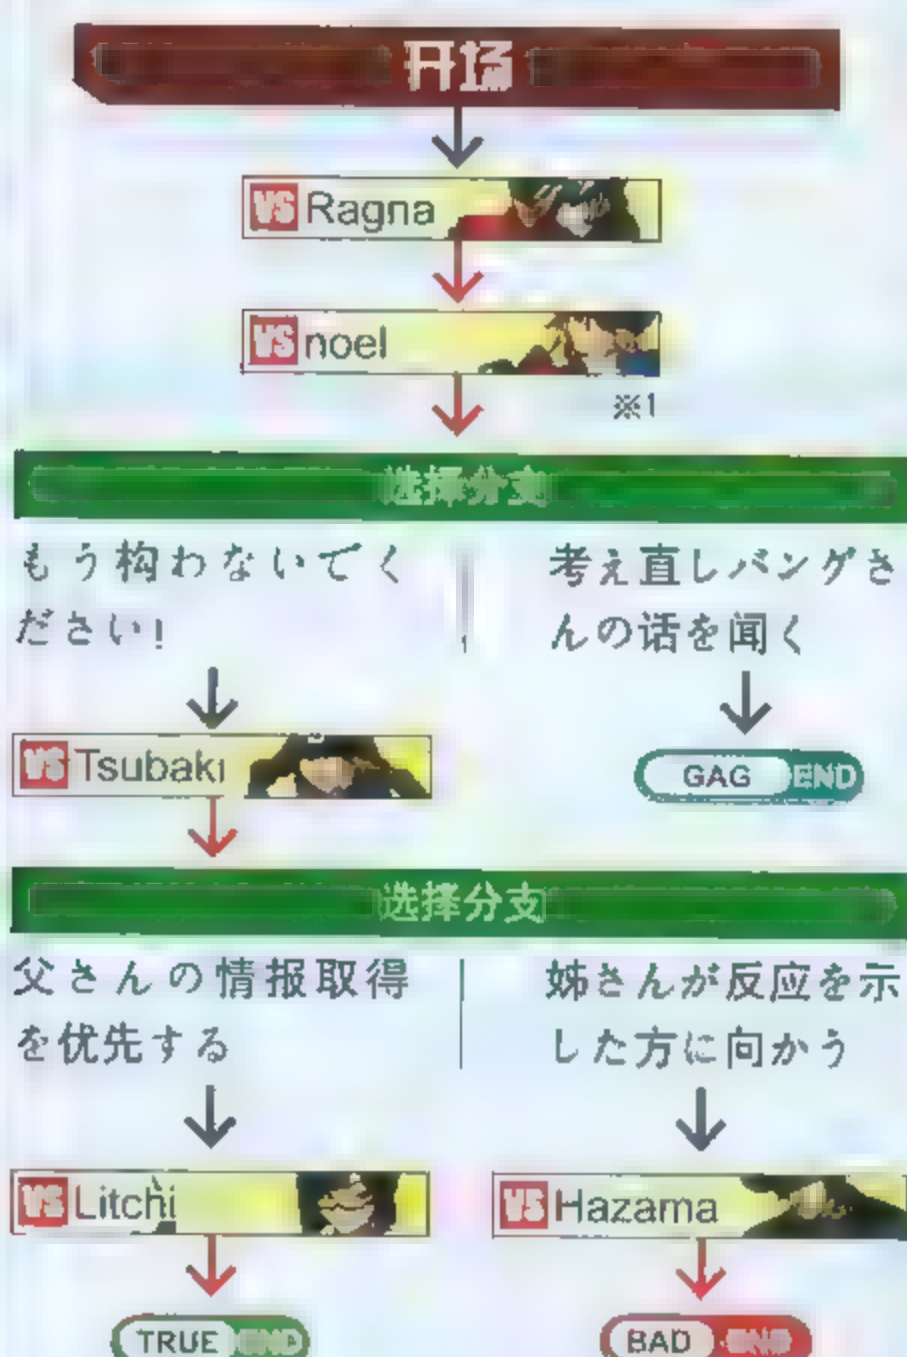 开场
VS Ragna
VS noel
※1
选择分支
もう構わないでく
ださい!
考え直しバングさ
んの话を闻く
VS Tsubaki
GAG END
选择分支
父さんの情报取得
を优先する
姉さんが反应を示
した方に向かう
VS Litchi
VS Hazama
TRUE END
BAD END